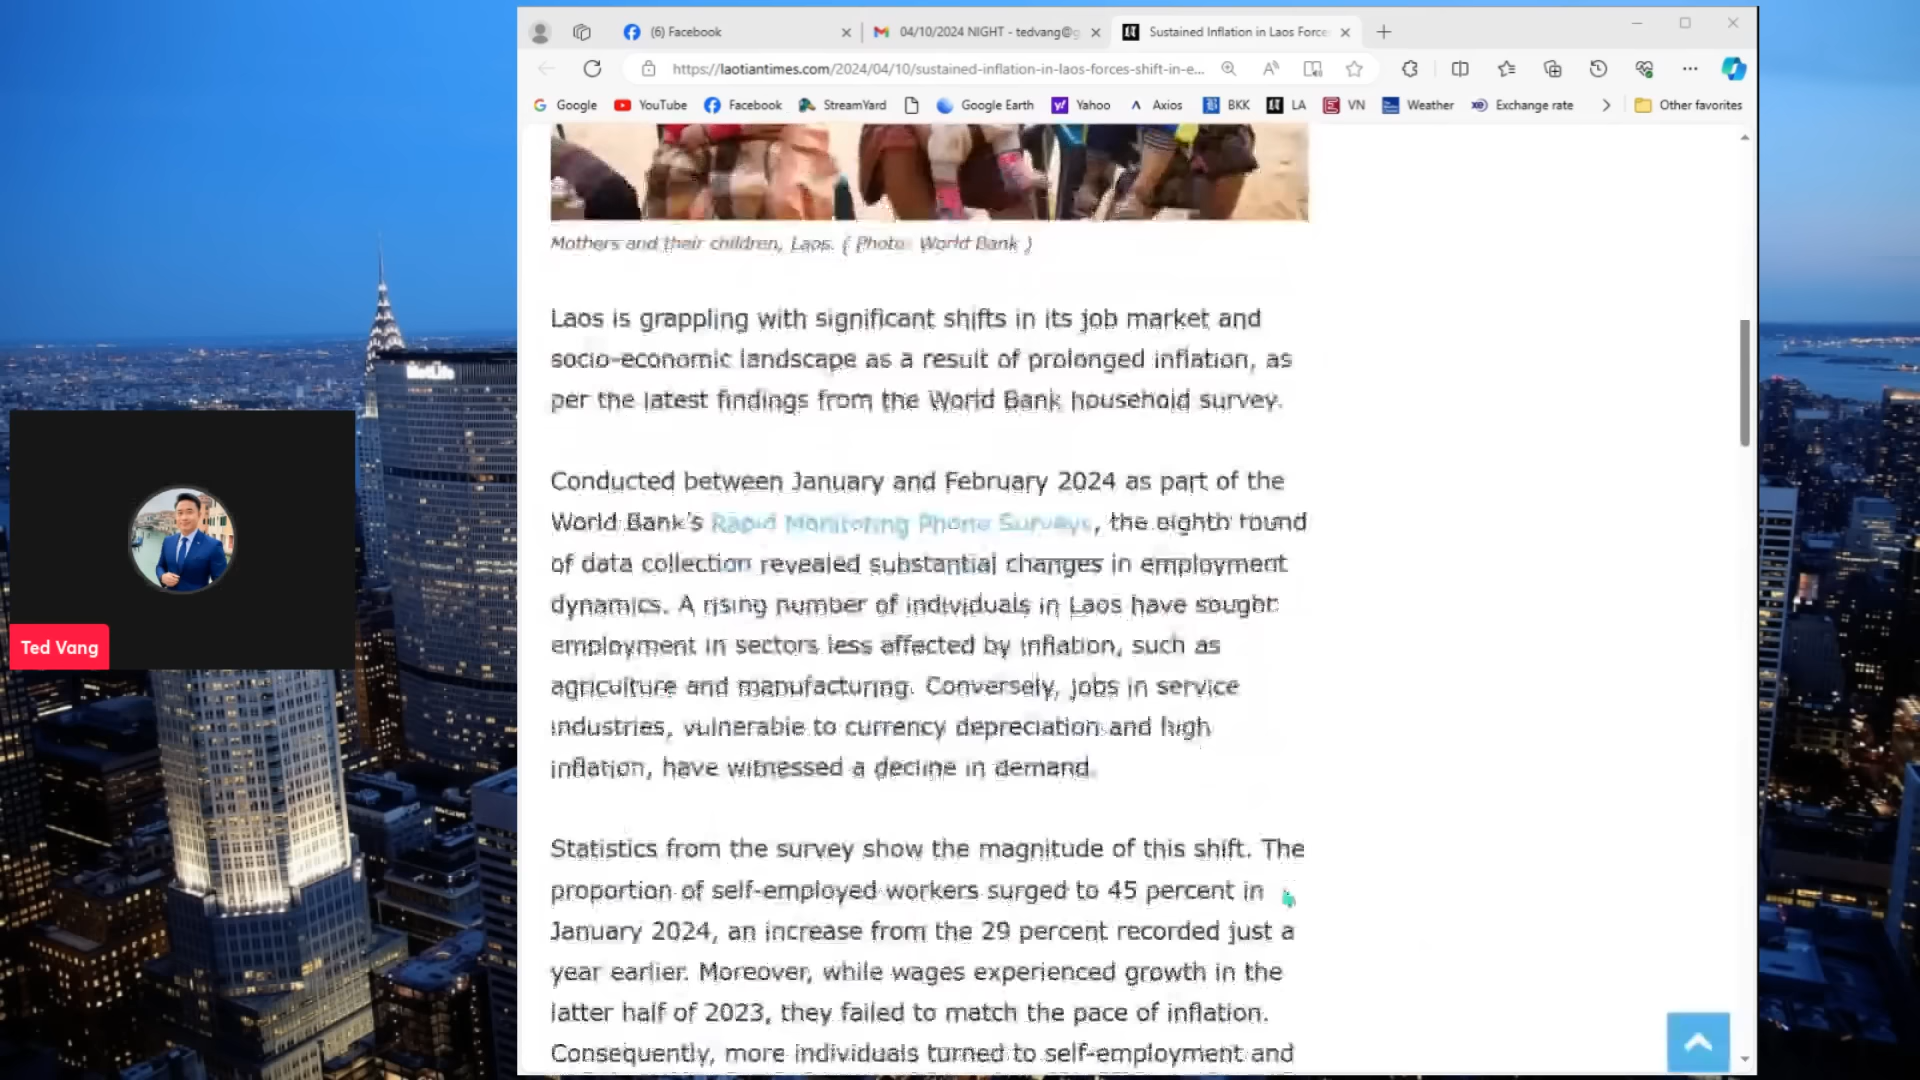 (6) Facebook
04/10/2024 NIGHT - tedvang@g
Sustained Inflation in Laos Force
https://laotiantimes.com/2024/04/10/sustained-inflation-in-laos-forces-shift-in-e...
Google
YouTube
Facebook
StreamYard
Google Earth
Yahoo
Axios
BKK
LA
VN
Weather
Exchange rate
Other favorites
Mothers and their children, Laos. ( Photo: World Bank )
Laos is grappling with significant shifts in its job market and
socio-economic landscape as a result of prolonged inflation, as
per the latest findings from the World Bank household survey.
Conducted between January and February 2024 as part of the
World Bank's Rapid Monitoring Phone Surveys, the eighth round
of data collection revealed substantial changes in employment
dynamics. A rising number of individuals in Laos have sought
employment in sectors less affected by inflation, such as
agriculture and manufacturing. Conversely, jobs in service
industries, vulnerable to currency depreciation and high
inflation, have witnessed a decline in demand.
Statistics from the survey show the magnitude of this shift. The
proportion of self-employed workers surged to 45 percent in
January 2024, an increase from the 29 percent recorded just a
year earlier. Moreover, while wages experienced growth in the
latter half of 2023, they failed to match the pace of inflation.
Consequently, more individuals turned to self-employment and
MetLife
Ted Vang